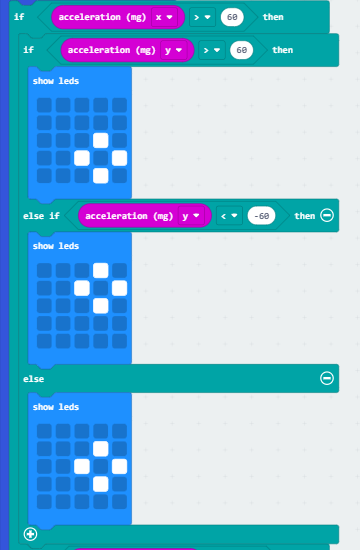 if acceleration (mg) x > 60 then
if acceleration (mg) y > 60 then
show leds
else if acceleration (mg) y < -60 then
show leds
else
show leds